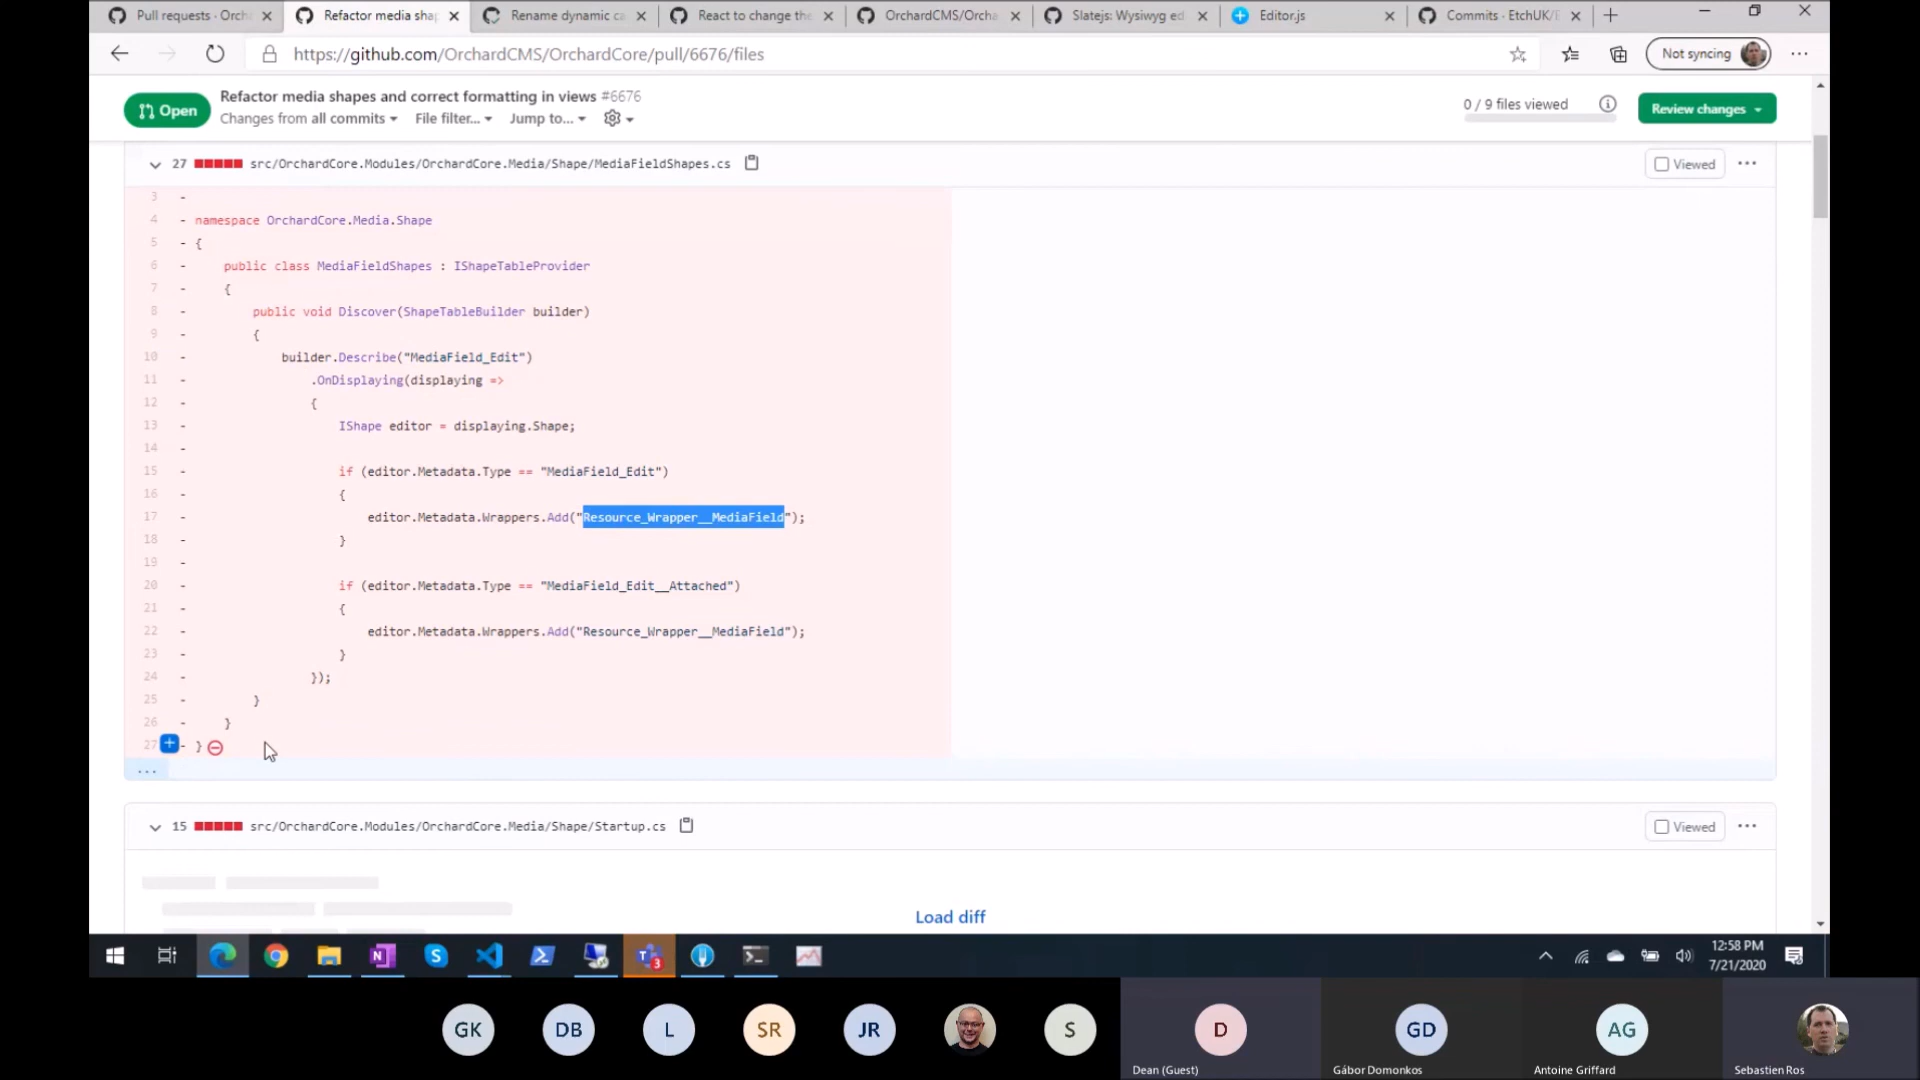 Pull requests · Orch
Refactor media shap
Rename dynamic ca
React to change the
OrchardCMS/Orcha
Slatejs: Wysiwyg ed
Editor.js
Commits · EtchUK/E
https://github.com/OrchardCMS/OrchardCore/pull/6676/files
Not syncing
Open
Refactor media shapes and correct formatting in views #6676
Changes from all commits
File filter...
Jump to...
0 / 9 files viewed
Review changes
27 src/OrchardCore.Modules/OrchardCore.Media/Shape/MediaFieldShapes.cs
Viewed
3 -
4 - namespace OrchardCore.Media.Shape
5 - {
6 - public class MediaFieldShapes : IShapeTableProvider
7 - {
8 - public void Discover(ShapeTableBuilder builder)
9 - {
10 - builder.Describe("MediaField_Edit")
11 - .OnDisplaying(displaying =>
12 - {
13 - IShape editor = displaying.Shape;
14 -
15 - if (editor.Metadata.Type == "MediaField_Edit")
16 - {
17 - editor.Metadata.Wrappers.Add("Resource_Wrapper__MediaField");
18 - }
19 -
20 - if (editor.Metadata.Type == "MediaField_Edit__Attached")
21 - {
22 - editor.Metadata.Wrappers.Add("Resource_Wrapper__MediaField");
23 - }
24 - });
25 - }
26 - }
27 - }
...
15 src/OrchardCore.Modules/OrchardCore.Media/Shape/Startup.cs
Viewed
Load diff
3
12:58 PM
7/21/2020
GK
DB
L
SR
JR
S
D
GD
AG
Dean (Guest)
Gábor Domonkos
Antoine Griffard
Sebastien Ros